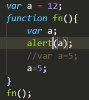 var a = 12;
function fn(){
    var a;
    alert(a);
    //var a=5;
    a=5;
}
fn();